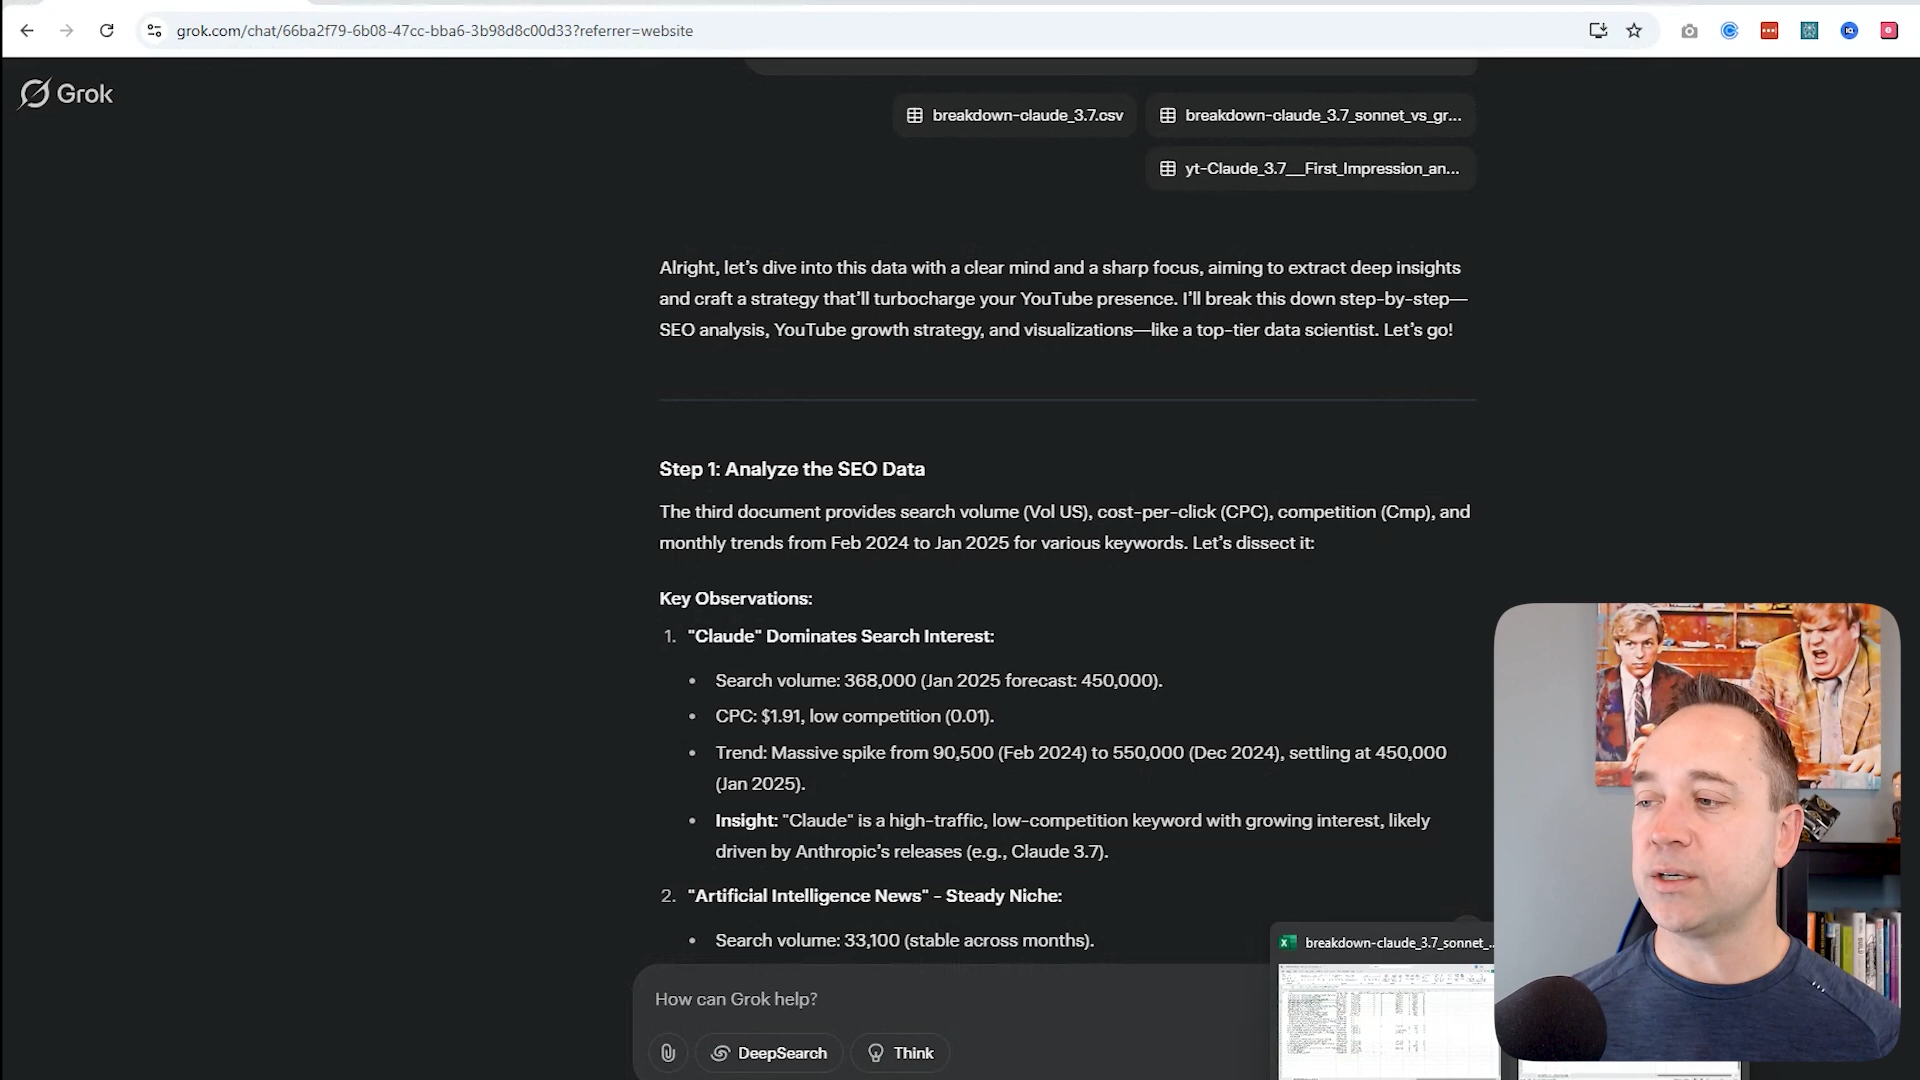 grok.com/chat/66ba2f79-6b08-47cc-bba6-3b98d8c00d33?referrer=website
Grok
breakdown-claude_3.7.csv
breakdown-claude_3.7_sonnet_vs_gr...
yt-Claude_3.7__First_Impression_an...
Alright, let's dive into this data with a clear mind and a sharp focus, aiming to extract deep insights
and craft a strategy that'll turbocharge your YouTube presence. I'll break this down step-by-step—
SEO analysis, YouTube growth strategy, and visualizations—like a top-tier data scientist. Let's go!
Step 1: Analyze the SEO Data
The third document provides search volume (Vol US), cost-per-click (CPC), competition (Cmp), and
monthly trends from Feb 2024 to Jan 2025 for various keywords. Let's dissect it:
Key Observations:
1. "Claude" Dominates Search Interest:
• Search volume: 368,000 (Jan 2025 forecast: 450,000).
• CPC: $1.91, low competition (0.01).
• Trend: Massive spike from 90,500 (Feb 2024) to 550,000 (Dec 2024), settling at 450,000
(Jan 2025).
• Insight: "Claude" is a high-traffic, low-competition keyword with growing interest, likely
driven by Anthropic's releases (e.g., Claude 3.7).
2. "Artificial Intelligence News" - Steady Niche:
• Search volume: 33,100 (stable across months).
breakdown-claude_3.7_sonnet_...
How can Grok help?
DeepSearch
Think